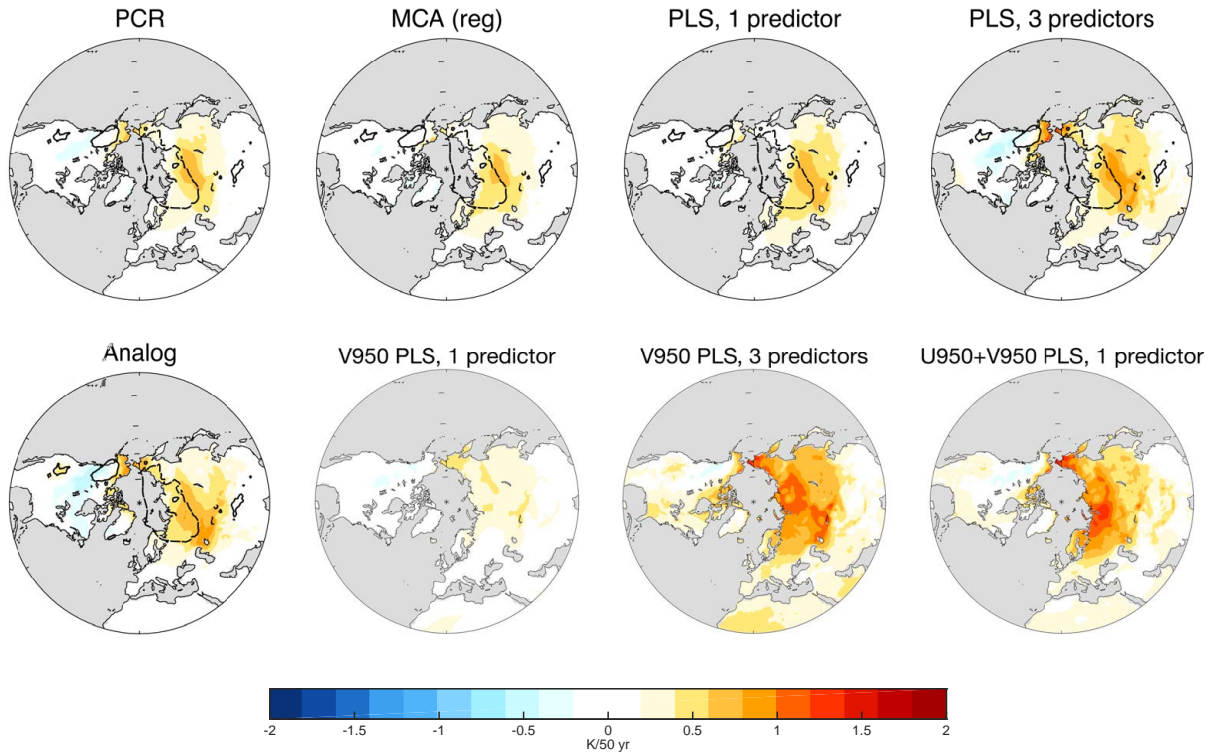 PCR
MCA (reg)
PLS, 1 predictor
PLS, 3 predictors
Analog
V950 PLS, 1 predictor
V950 PLS, 3 predictors
U950+V950 PLS, 1 predictor
-2
-1.5
-1
-0.5
0
0.5
1
1.5
2
K/50 yr